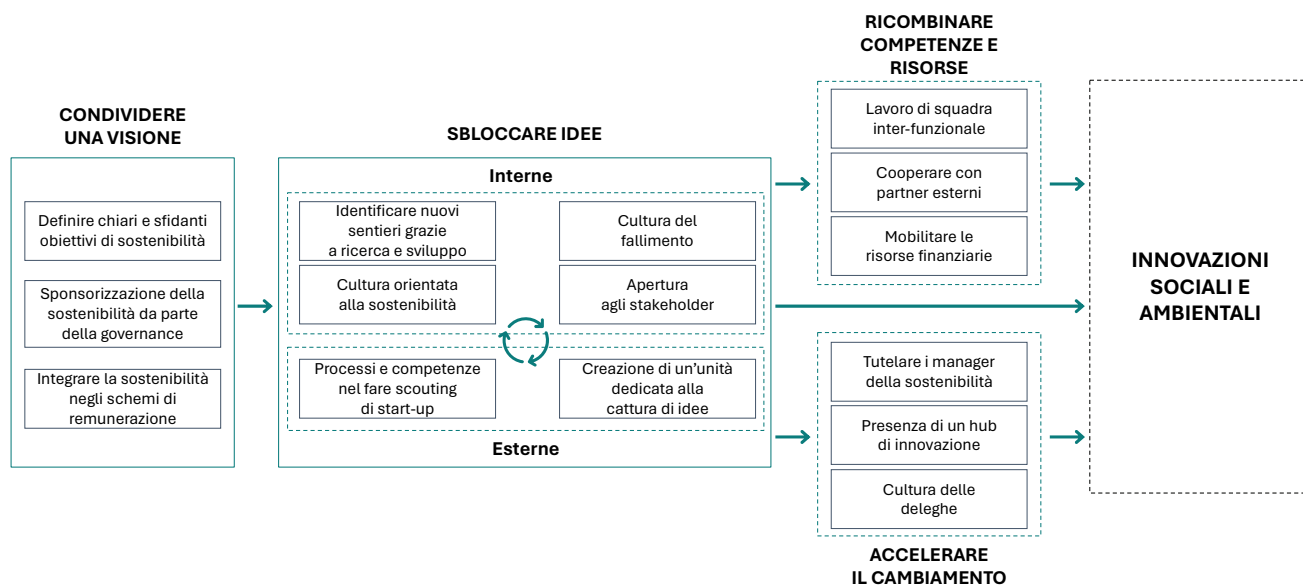 CONDIVIDERE
UNA VISIONE
Definire chiari e sfidanti
obiettivi di sostenibilità
Sponsorizzazione della
sostenibilità da parte
della governance
Integrare la sostenibilità
negli schemi di
remunerazione
SBLOCCARE IDEE
Interne
Identificare nuovi
sentieri grazie
a ricerca e sviluppo
Cultura del
fallimento
Cultura orientata
alla sostenibilità
Apertura
agli stakeholder
Processi e competenze
nel fare scouting
di start-up
Creazione di un’unità
dedicata alla
cattura di idee
Esterne
RICOMBINARE
COMPETENZE E
RISORSE
Lavoro di squadra
inter-funzionale
Cooperare con
partner esterni
Mobilitare le
risorse finanziarie
Tutelare i manager
della sostenibilità
Presenza di un hub
di innovazione
Cultura delle
deleghe
ACCELERARE
IL CAMBIAMENTO
INNOVAZIONI
SOCIALI E
AMBIENTALI